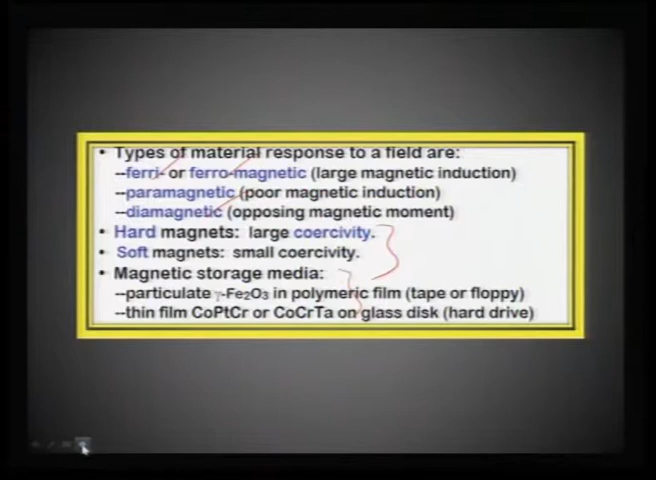 • Types of material response to a field are:
--ferri- or ferro-magnetic (large magnetic induction)
--paramagnetic (poor magnetic induction)
--diamagnetic (opposing magnetic moment)
• Hard magnets: large coercivity.
• Soft magnets: small coercivity.
• Magnetic storage media:
--particulate γ-Fe₂O₃ in polymeric film (tape or floppy)
--thin film CoPtCr or CoCrTa on glass disk (hard drive)